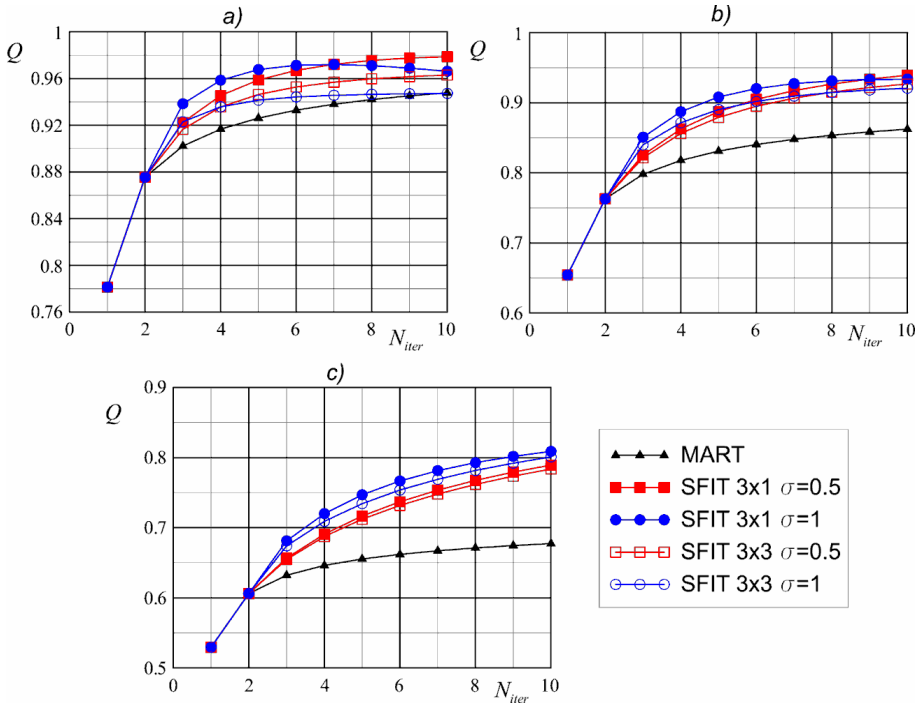 a)
Q
1
0.96
0.92
0.88
0.84
0.8
0.76
0 2 4 6 8 10
N_iter
b)
Q
1
0.9
0.8
0.7
0.6
0 2 4 6 8 10
N_iter
c)
Q
0.9
0.8
0.7
0.6
0.5
0 2 4 6 8 10
N_iter
MART
SFIT 3x1 σ=0.5
SFIT 3x1 σ=1
SFIT 3x3 σ=0.5
SFIT 3x3 σ=1